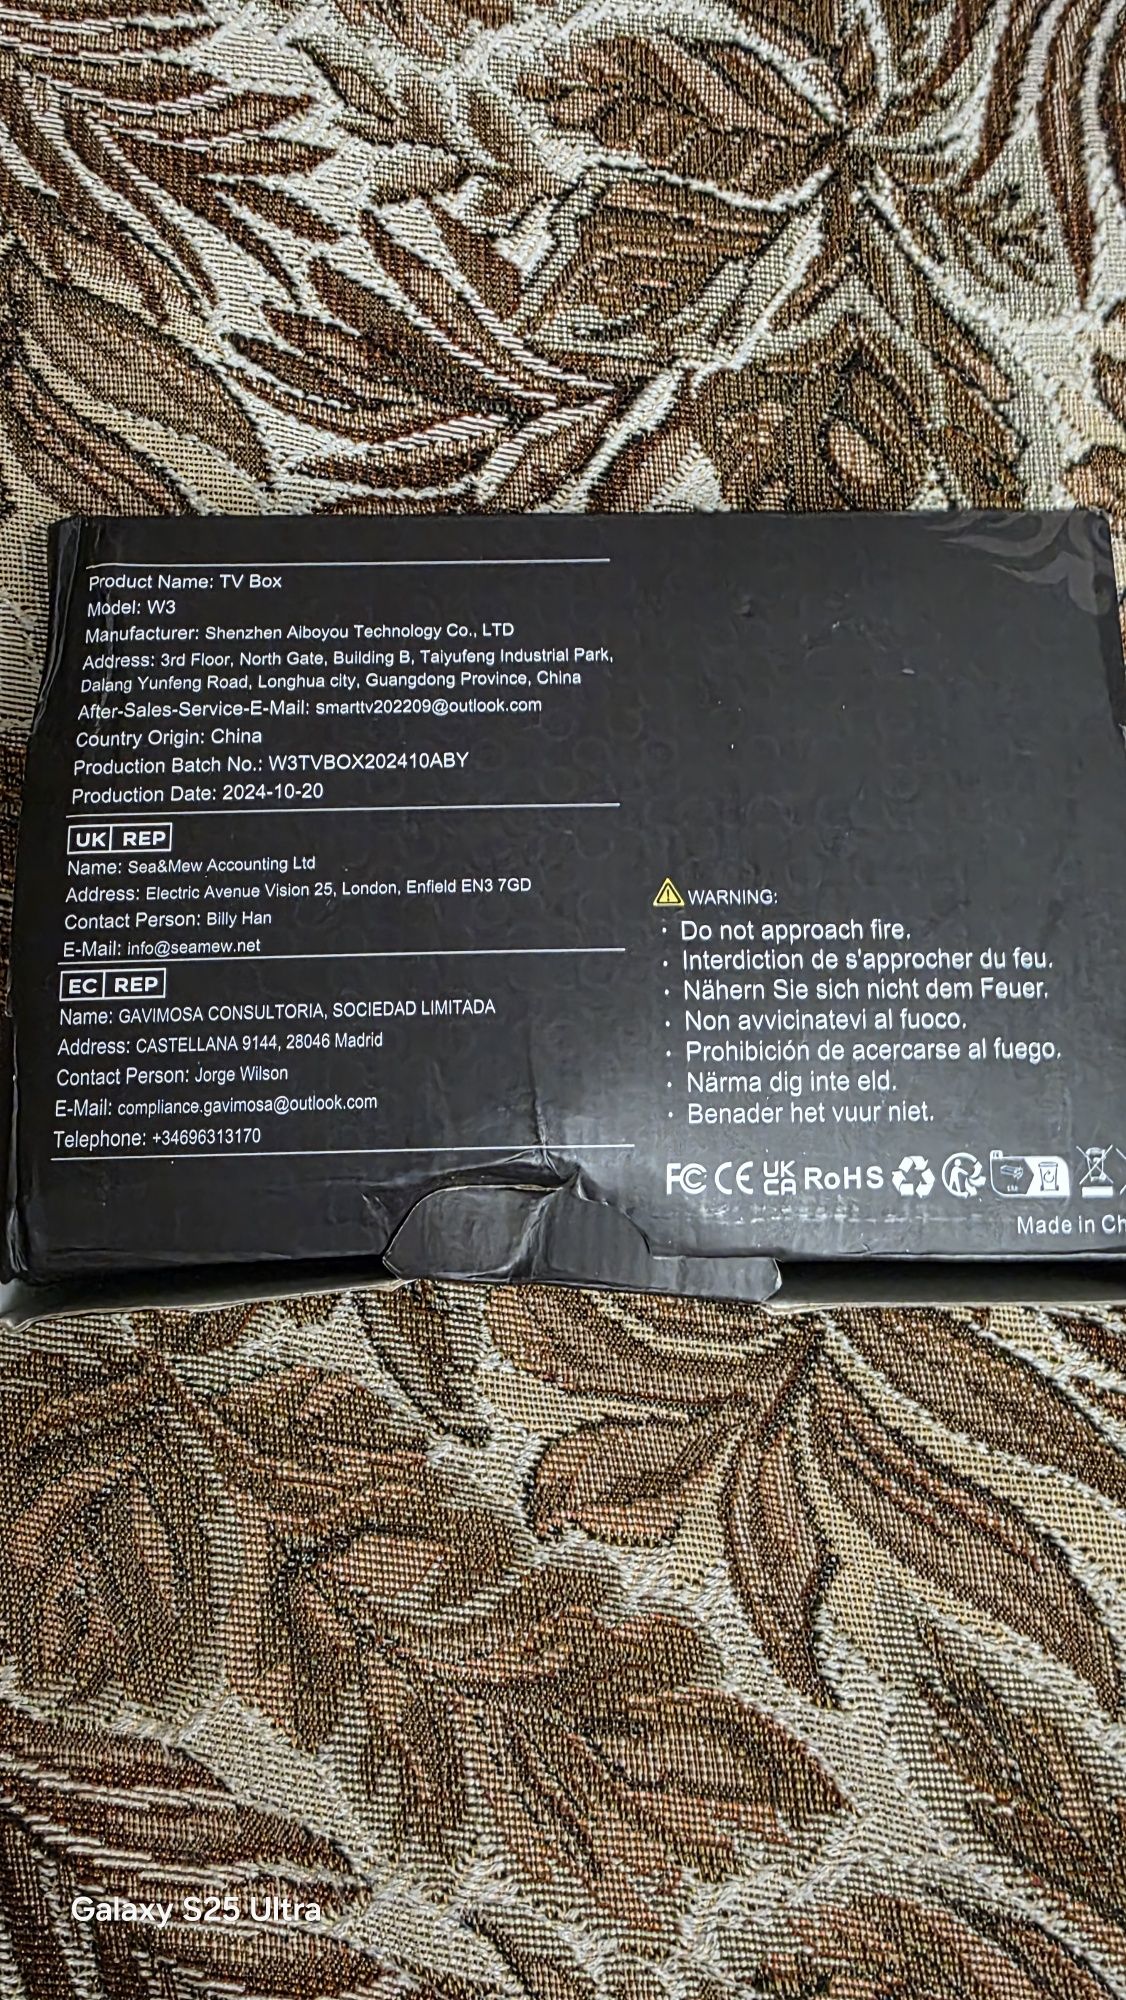 Product Name: TV Box
Model: W3
Manufacturer: Shenzhen Aiboyou Technology Co., LTD
Address: 3rd Floor, North Gate, Building B, Taiyufeng Industrial Park,
Dalang Yunfeng Road, Longhua city, Guangdong Province, China
After-Sales-Service-E-Mail: smarttv202209@outlook.com
Country Origin: China
Production Batch No.: W3TVBOX202410ABY
Production Date: 2024-10-20
UK REP
Name: Sea&Mew Accounting Ltd
Address: Electric Avenue Vision 25, London, Enfield EN3 7GD
Contact Person: Billy Han
E-Mail: info@seamew.net
EC REP
Name: GAVIMOSA CONSULTORIA, SOCIEDAD LIMITADA
Address: CASTELLANA 9144, 28046 Madrid
Contact Person: Jorge Wilson
E-Mail: compliance.gavimosa@outlook.com
Telephone: +34696313170
WARNING:
· Do not approach fire.
· Interdiction de s'approcher du feu.
· Nähern Sie sich nicht dem Feuer.
· Non avvicinatevi al fuoco.
· Prohibición de acercarse al fuego.
· Närma dig inte eld.
· Benader het vuur niet.
FC CE UK CA RoHS
Made in Ch
Galaxy S25 Ultra